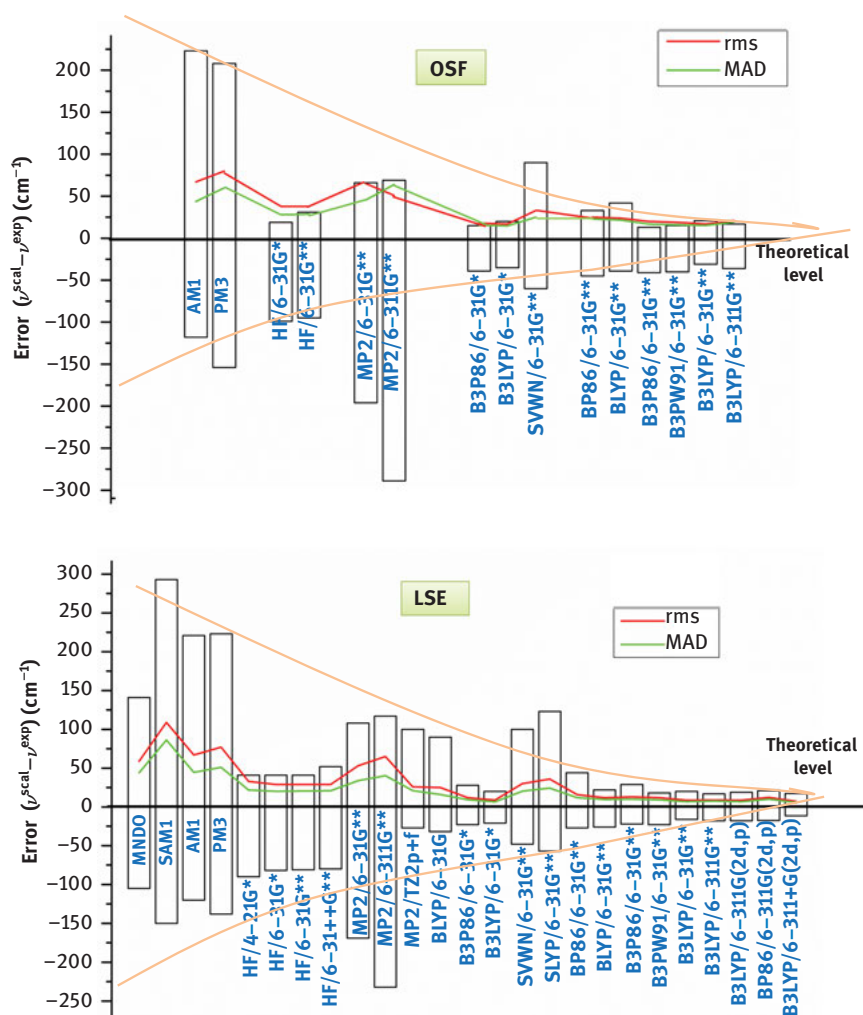 Error (ν^scal–ν^exp) (cm⁻¹)
200
150
100
50
0
−50
−100
−150
−200
−250
−300
OSF
rms
MAD
AM1
PM3
HF/6–31G*
HF/6–31G**
MP2/6–31G**
MP2/6–311G**
B3P86/6–31G*
B3LYP/6–31G*
SVWN/6–31G**
BP86/6–31G**
BLYP/6–31G**
B3P86/6–31G**
B3PW91/6–31G**
B3LYP/6–31G**
B3LYP/6–311G**
Theoretical
level
Error (ν^scal–ν^exp) (cm⁻¹)
300
250
200
150
100
50
0
−50
−100
−150
−200
−250
LSE
rms
MAD
MNDO
SAM1
AM1
PM3
HF/4–21G*
HF/6–31G*
HF/6–31G**
HF/6–31++G**
MP2/6–31G**
MP2/6–311G**
MP2/TZ2p+f
BLYP/6–31G
B3P86/6–31G*
B3LYP/6–31G*
SVWN/6–31G**
SLYP/6–31G**
BP86/6–31G**
BLYP/6–31G**
B3P86/6–31G**
B3PW91/6–31G**
B3LYP/6–31G**
B3LYP/6–311G**
B3LYP/6–311G(2d,p)
BP86/6–311G(2d,p)
B3LYP/6–311+G(2d,p)
Theoretical
level